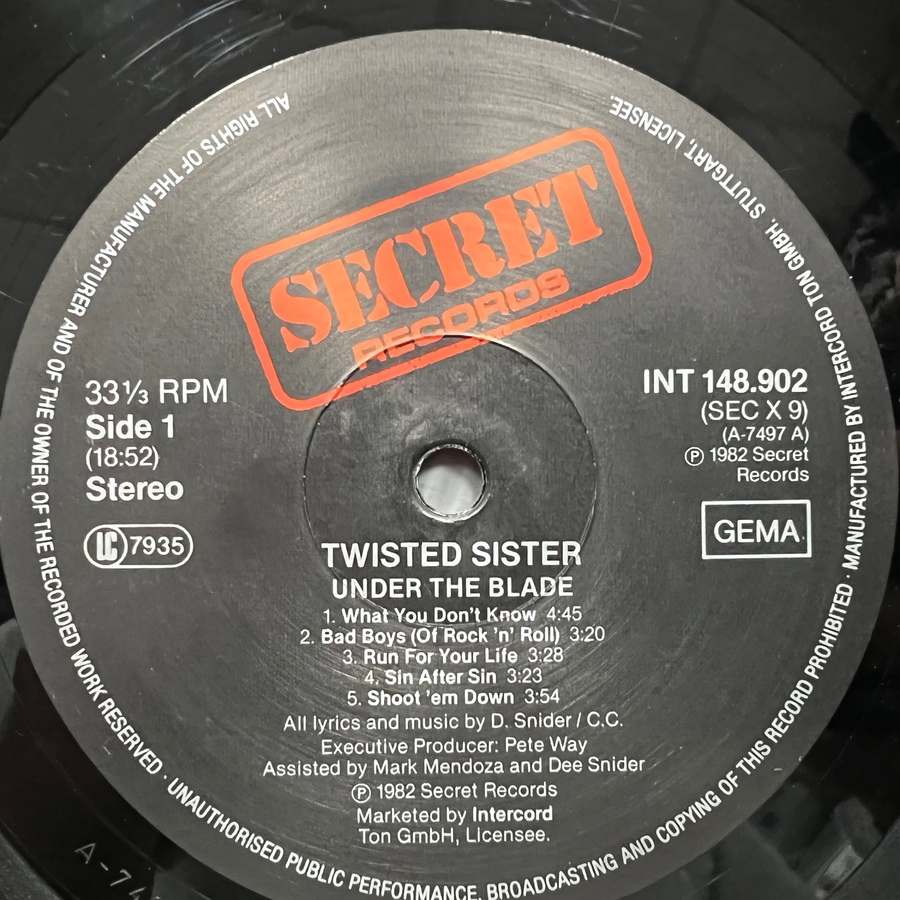 SECRET
RECORDS
33⅓ RPM
Side 1
(18:52)
Stereo
LC 7935
INT 148.902
(SEC X 9)
(A-7497 A)
℗ 1982 Secret
Records
GEMA
TWISTED SISTER
UNDER THE BLADE
1. What You Don't Know 4:45
2. Bad Boys (Of Rock 'n' Roll) 3:20
3. Run For Your Life 3:28
4. Sin After Sin 3:23
5. Shoot 'em Down 3:54
All lyrics and music by D. Snider / C.C.
Executive Producer: Pete Way
Assisted by Mark Mendoza and Dee Snider
℗ 1982 Secret Records
Marketed by Intercord
Ton GmbH, Licensee.
ALL RIGHTS OF THE MANUFACTURER AND OF THE OWNER OF THE RECORDED WORK RESERVED · UNAUTHORISED PUBLIC PERFORMANCE, BROADCASTING AND COPYING OF THIS RECORD PROHIBITED · MANUFACTURED BY INTERCORD TON GMBH, STUTTGART, LICENSEE.